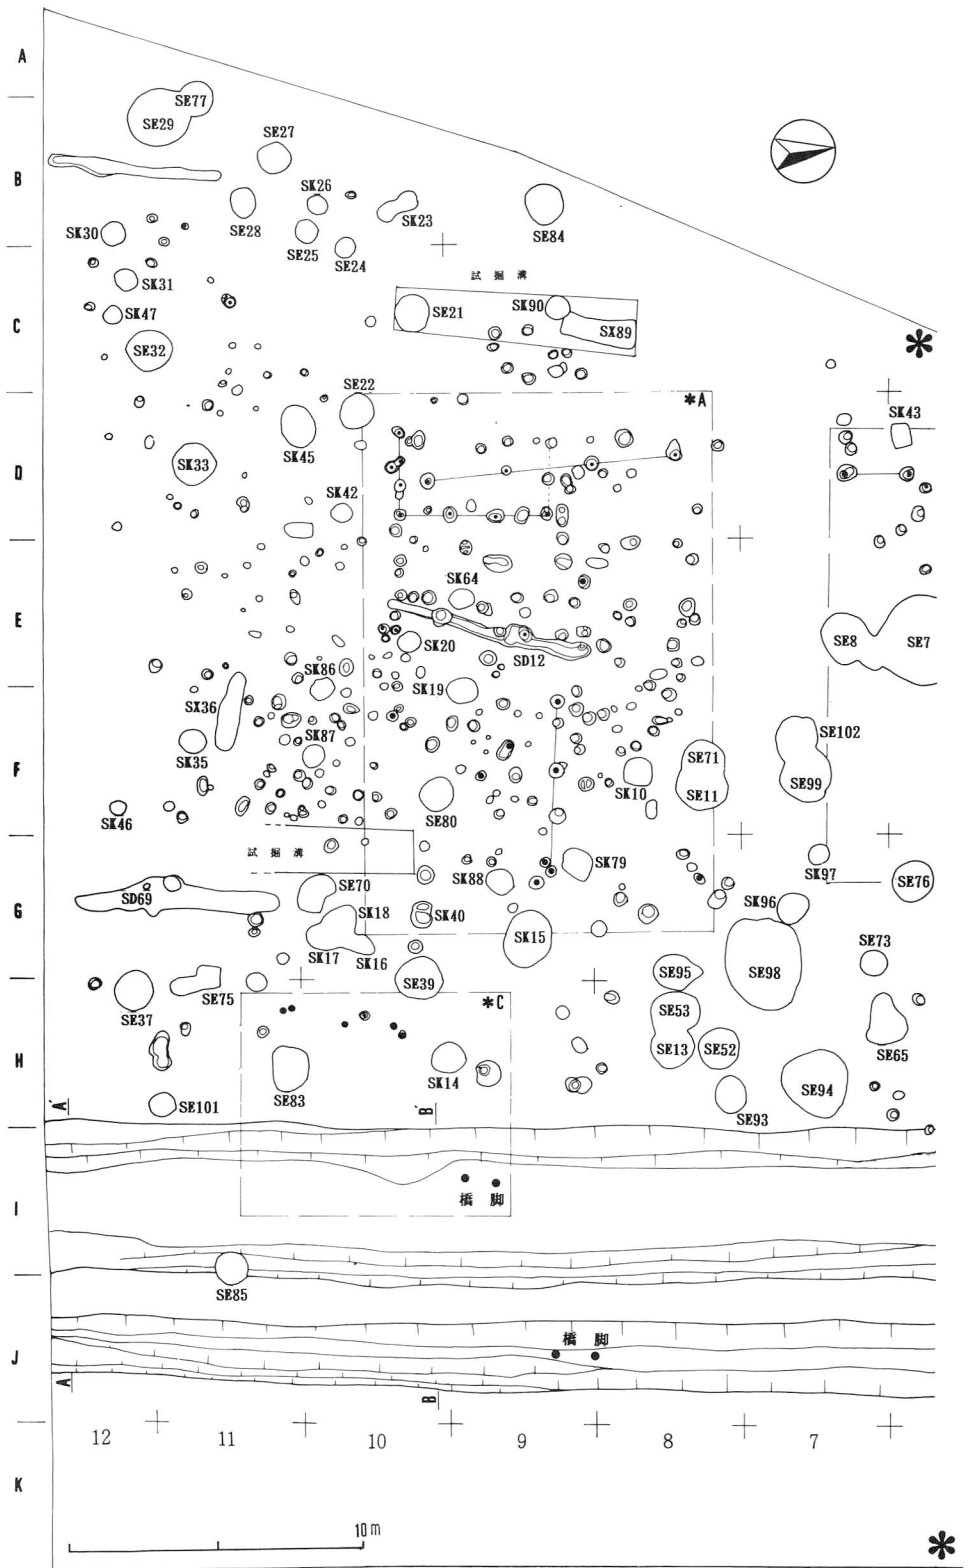 A
SE77
SE29
SE27
B
SK26
SK23
SE28
SE84
SK30
SE25
SE24
SK31
試掘溝
SK47
SE21
SK90
C
SX89
SE32
SE22
*A
SK43
SK45
D
SK33
SK42
SK64
E
SK20
SD12
SE8
SE7
SK86
SK19
SX36
SE102
SK87
SK35
SE71
F
SE99
SK10
SE11
SE80
SK46
試掘溝
SK79
SK97
SE70
SK88
SE76
SD69
SK18
SK40
SK96
G
SK15
SK17
SK16
SE73
SE95
SE98
SE39
SE75
*C
SE37
SE53
SE13
SE52
SE65
H
SK14
SE83
SE94
A'
B'
SE101
SE93
I
橋脚
SE85
J
橋脚
A
B
12
11
10
9
8
7
K
10m